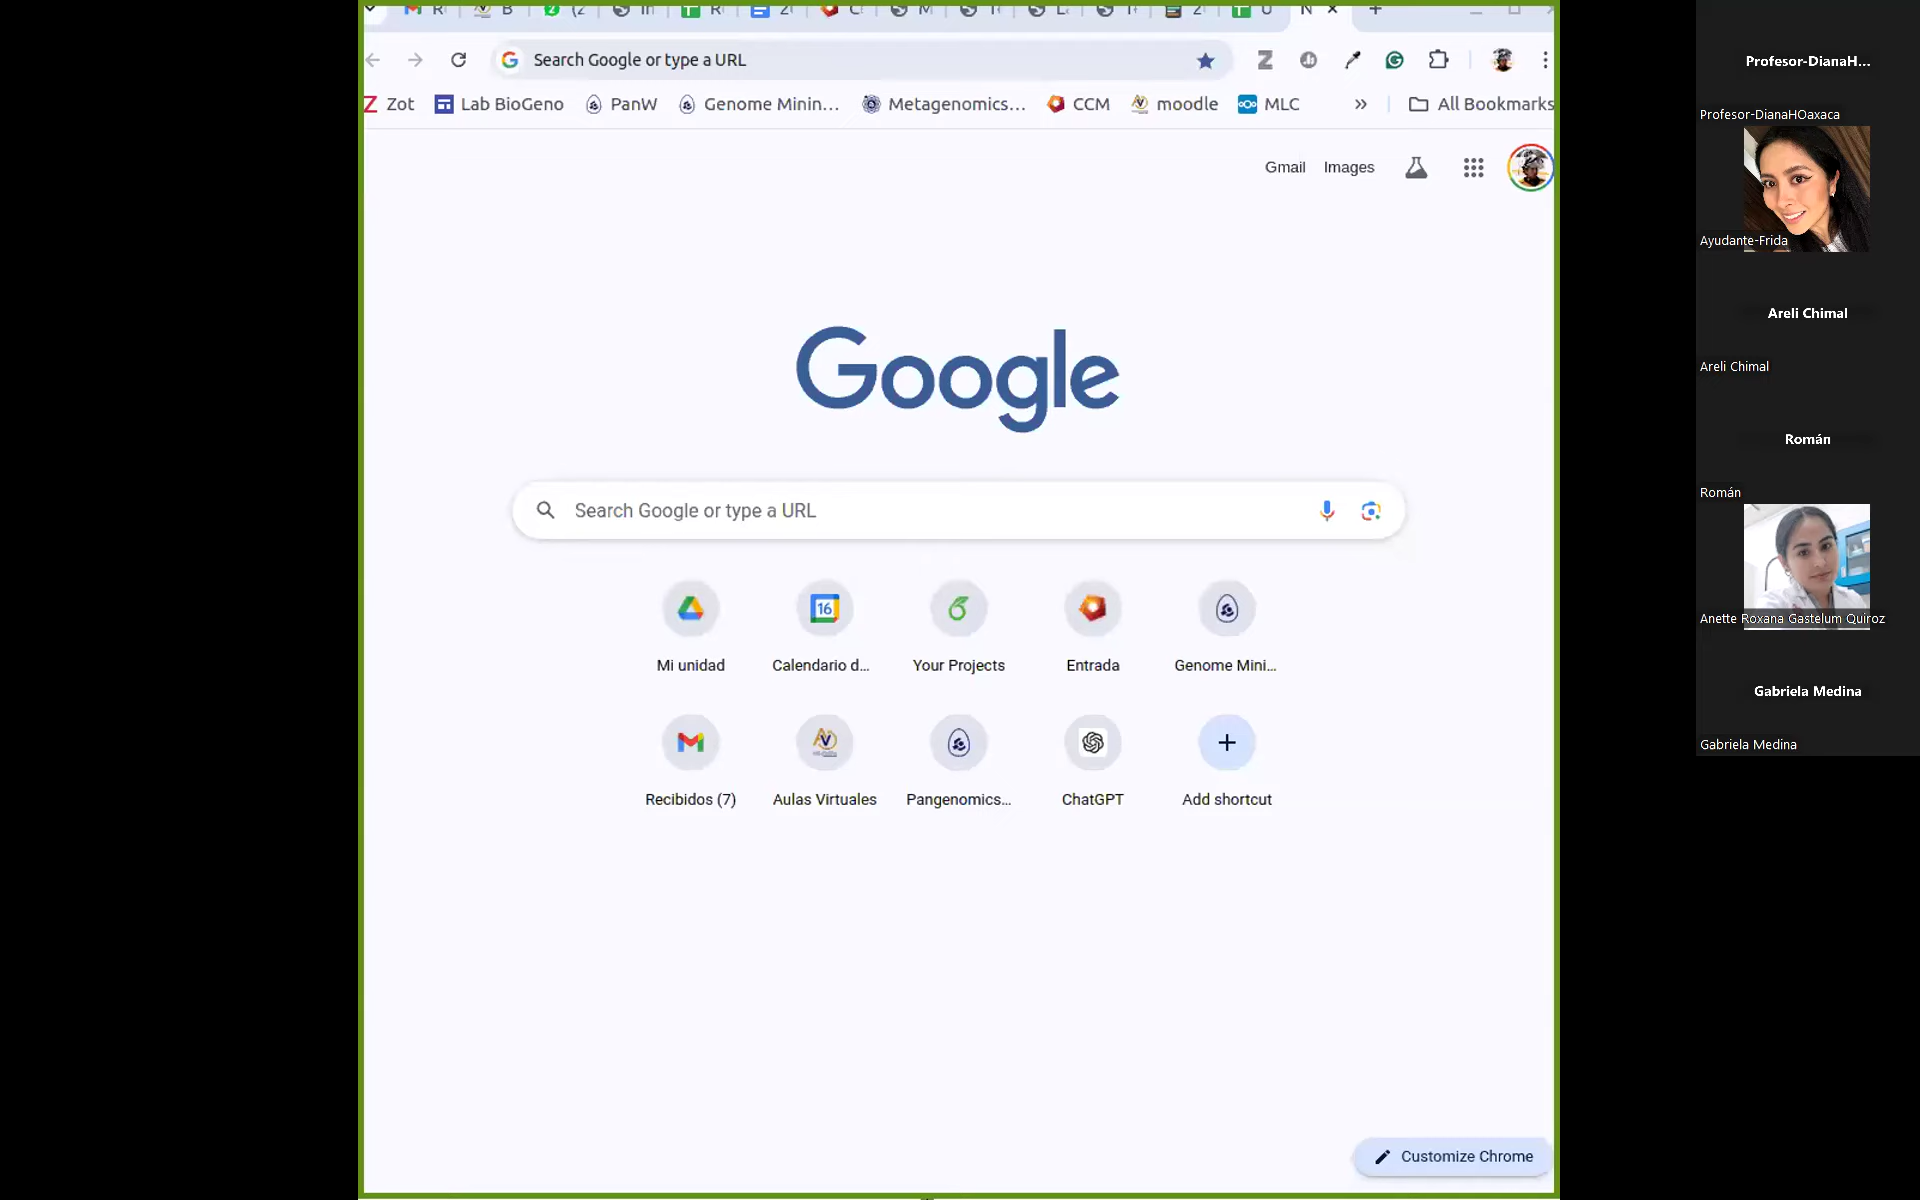 Search Google or type a URL
Zot Lab BioGeno PanW Genome Minin... Metagenomics... CCM moodle MLC » All Bookmarks
Gmail Images
Google
Search Google or type a URL
16
Mi unidad Calendario d... Your Projects Entrada Genome Mini...
Recibidos (7) Aulas Virtuales Pangenomics... ChatGPT Add shortcut
Customize Chrome
Profesor-DianaH...
Profesor-DianaHOaxaca
Ayudante-Frida
Areli Chimal
Areli Chimal
Román
Román
Anette Roxana Gastelum Quiroz
Gabriela Medina
Gabriela Medina